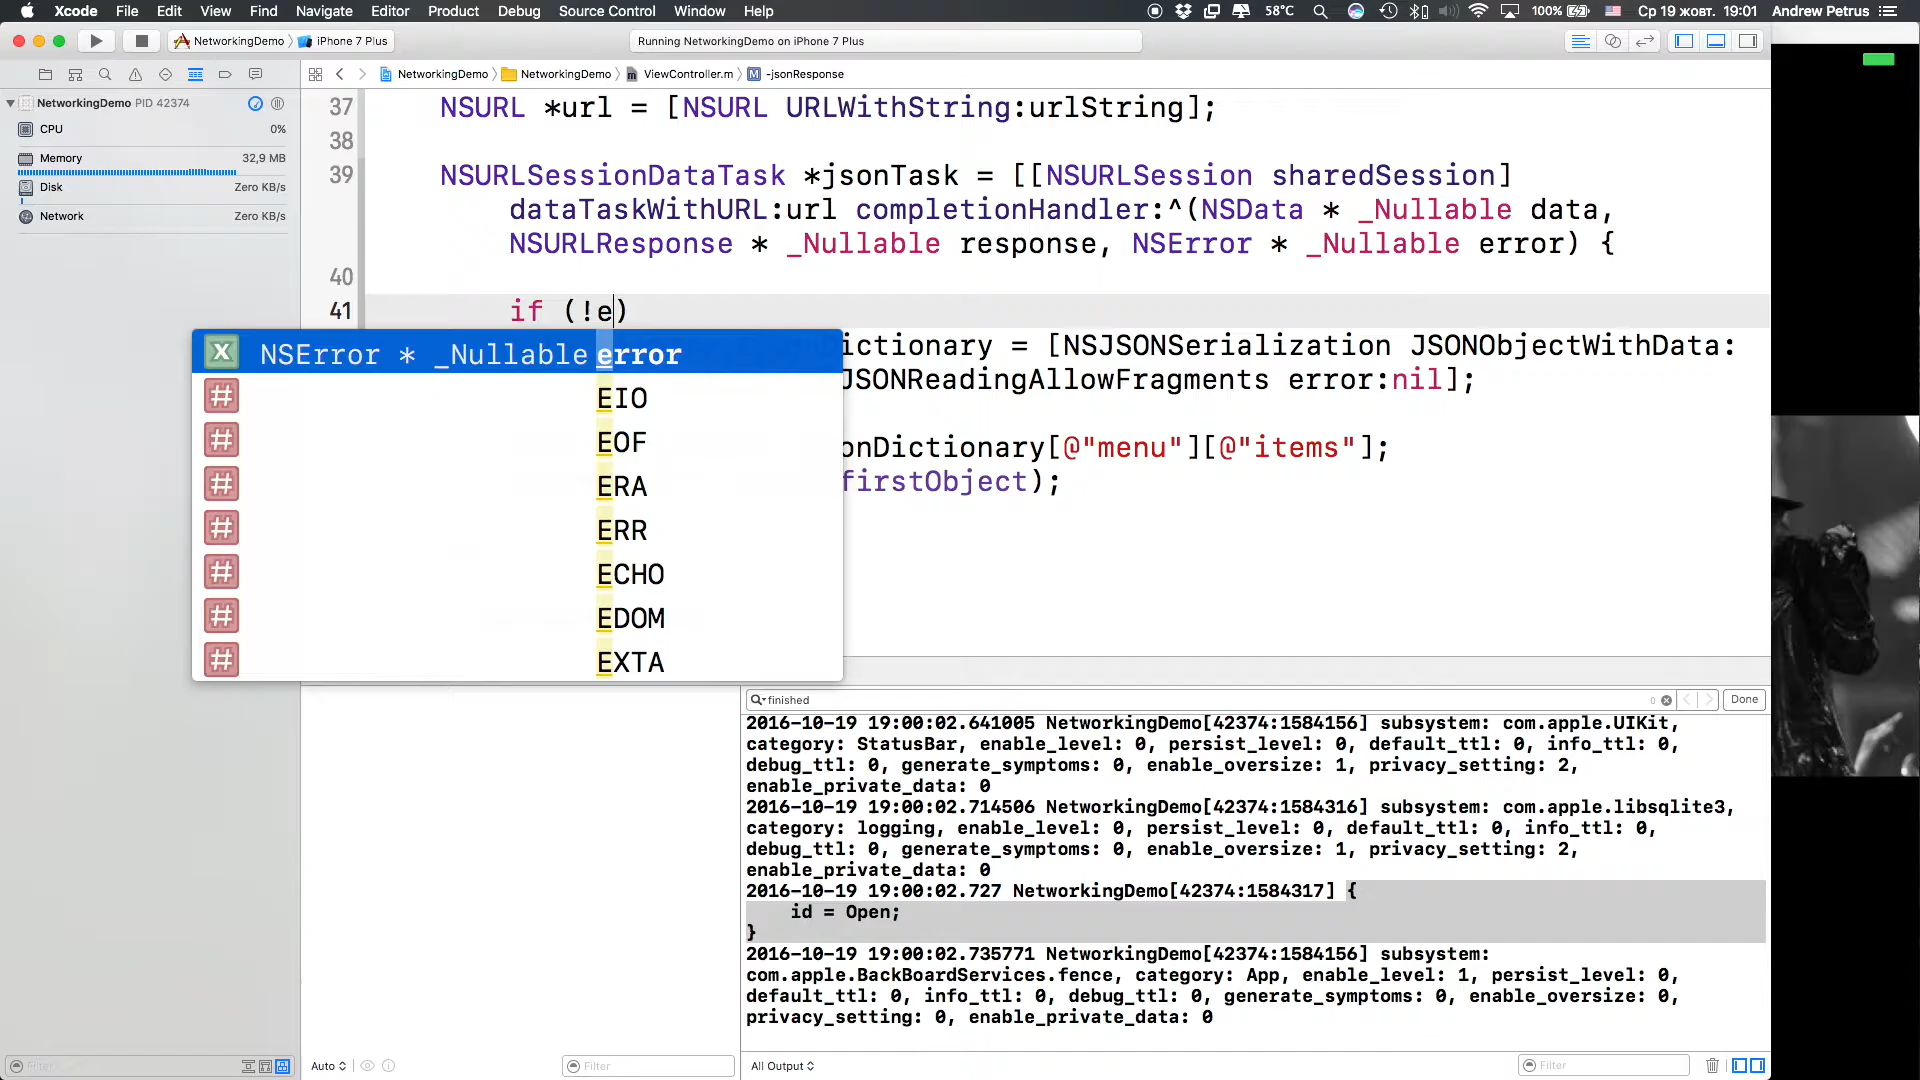 Xcode File Edit View Find Navigate Editor Product Debug Source Control Window Help
58°C 100% Ср 19 жовт. 19:01 Andrew Petrus
NetworkingDemo iPhone 7 Plus
Running NetworkingDemo on iPhone 7 Plus
NetworkingDemo NetworkingDemo ViewController.m M -jsonResponse
NetworkingDemo PID 42374
CPU 0%
Memory 32,9 MB
Disk Zero KB/s
Network Zero KB/s
37 NSURL *url = [NSURL URLWithString:urlString];
38
39 NSURLSessionDataTask *jsonTask = [[NSURLSession sharedSession]
dataTaskWithURL:url completionHandler:^(NSData * _Nullable data,
NSURLResponse * _Nullable response, NSError * _Nullable error) {
40
41 if (!e)
X NSError * _Nullable error
# EIO
# EOF
# ERA
# ERR
# ECHO
# EDOM
# EXTA
ictionary = [NSJSONSerialization JSONObjectWithData:
JSONReadingAllowFragments error:nil];
onDictionary[@"menu"][@"items"];
firstObject);
finished 0 Done
2016-10-19 19:00:02.641005 NetworkingDemo[42374:1584156] subsystem: com.apple.UIKit,
category: StatusBar, enable_level: 0, persist_level: 0, default_ttl: 0, info_ttl: 0,
debug_ttl: 0, generate_symptoms: 0, enable_oversize: 1, privacy_setting: 2,
enable_private_data: 0
2016-10-19 19:00:02.714506 NetworkingDemo[42374:1584316] subsystem: com.apple.libsqlite3,
category: logging, enable_level: 0, persist_level: 0, default_ttl: 0, info_ttl: 0,
debug_ttl: 0, generate_symptoms: 0, enable_oversize: 1, privacy_setting: 2,
enable_private_data: 0
2016-10-19 19:00:02.727 NetworkingDemo[42374:1584317] {
id = Open;
}
2016-10-19 19:00:02.735771 NetworkingDemo[42374:1584156] subsystem:
com.apple.BackBoardServices.fence, category: App, enable_level: 1, persist_level: 0,
default_ttl: 0, info_ttl: 0, debug_ttl: 0, generate_symptoms: 0, enable_oversize: 0,
privacy_setting: 0, enable_private_data: 0
Filter
Auto
Filter
All Output
Filter